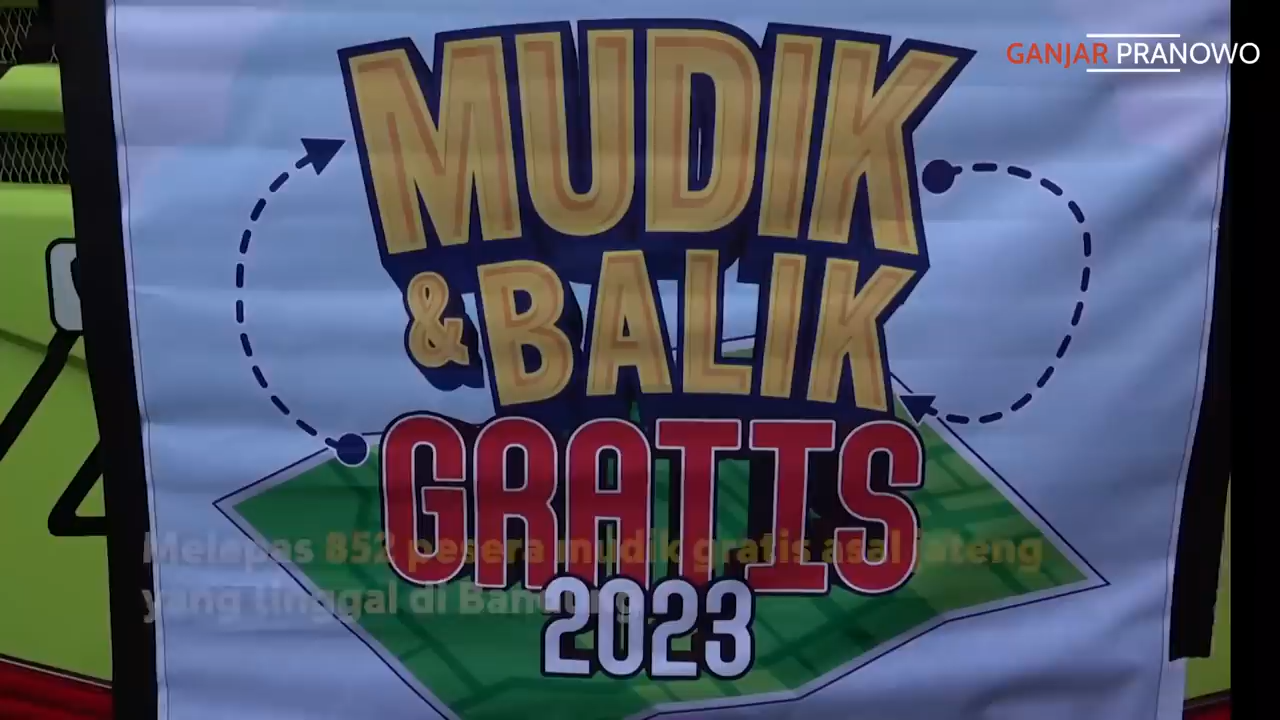 GANJAR PRANOWO
MUDIK
& BALIK
GRATIS
2023
Melepas 852 pesera mudik gratis asal jateng
yang tinggal di Bandung